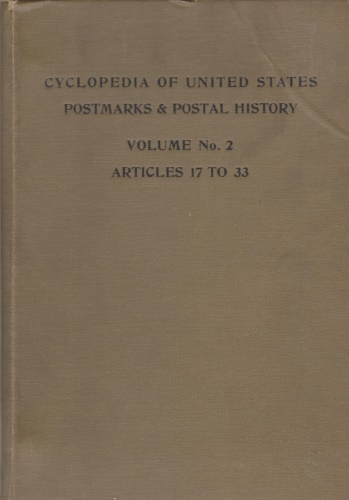 CYCLOPEDIA OF UNITED STATES
POSTMARKS & POSTAL HISTORY
VOLUME No. 2
ARTICLES 17 TO 33